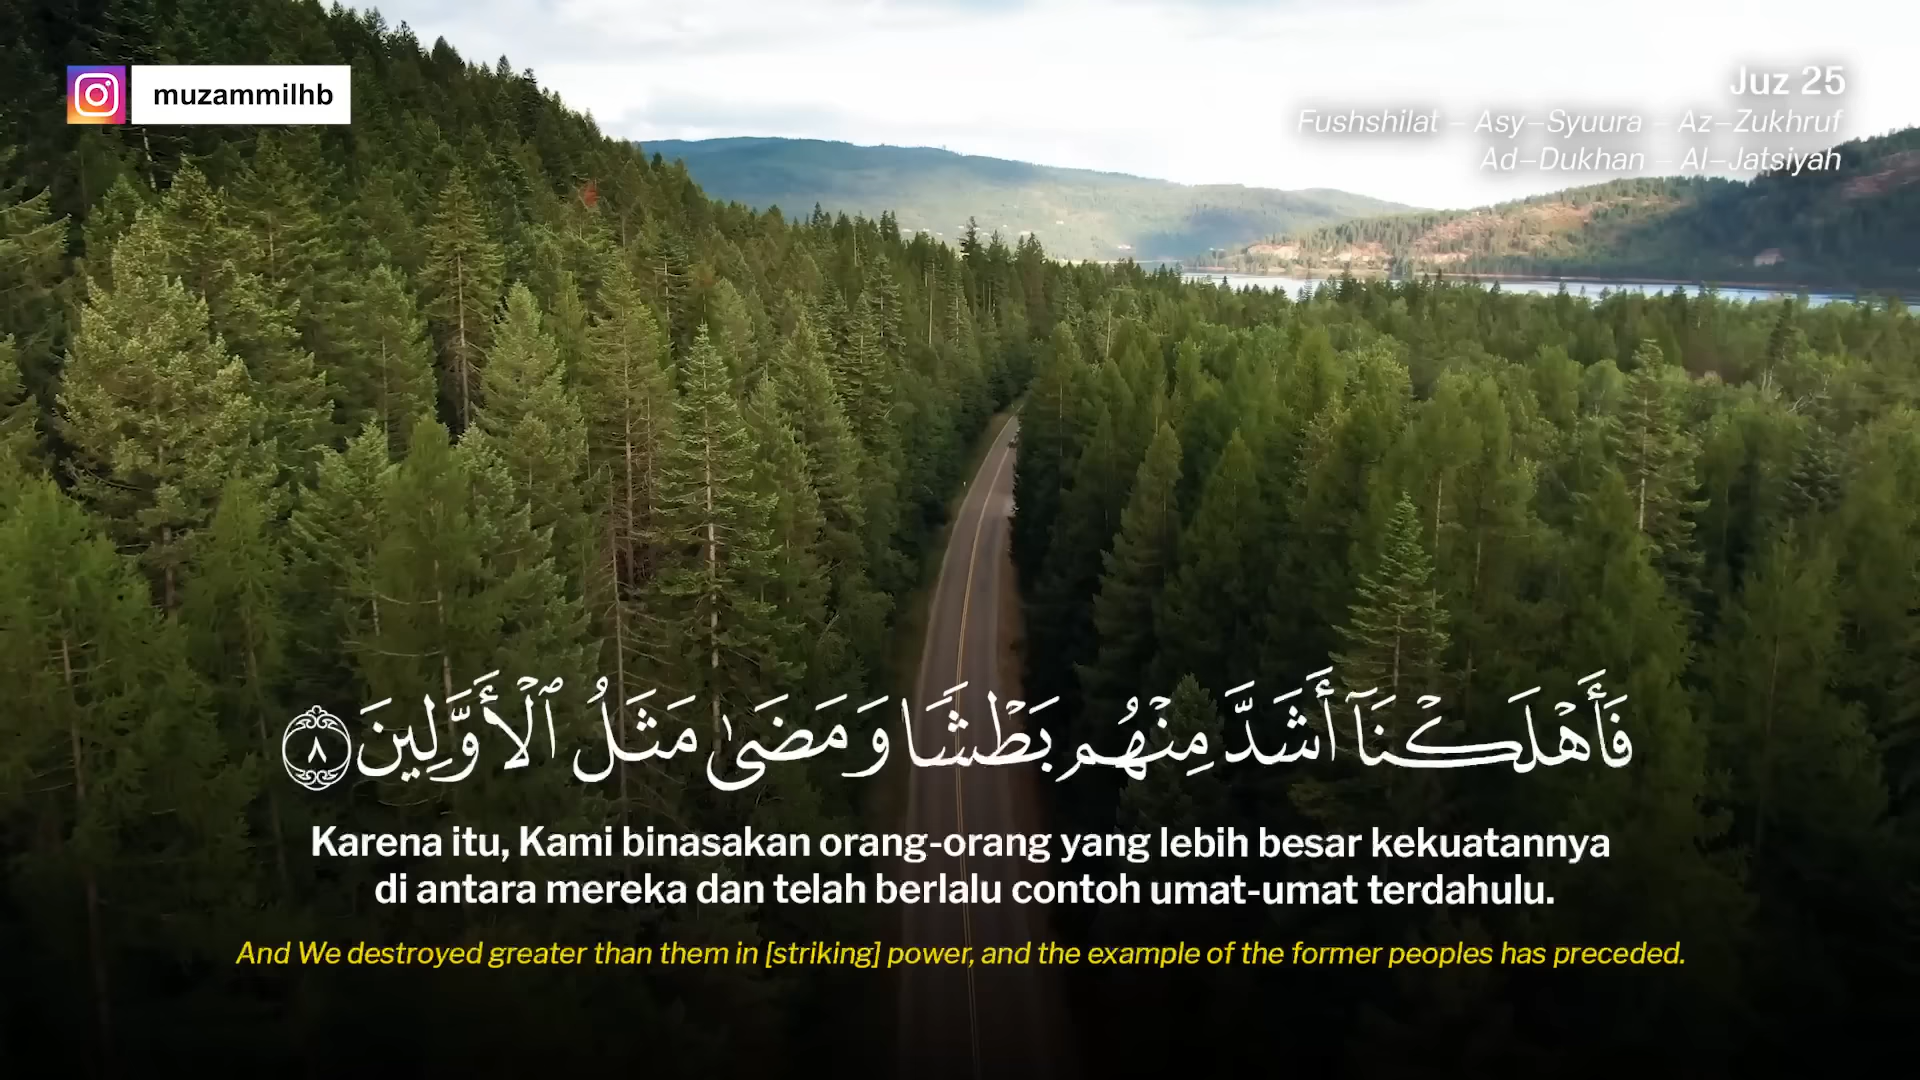 muzammilhb
Juz 25
Fushshilat - Asy-Syuura - Az-Zukhruf
Ad-Dukhan - Al-Jatsiyah
فَأَهْلَكْنَآ أَشَدَّ مِنْهُم بَطْشًا وَمَضَىٰ مَثَلُ ٱلْأَوَّلِينَ ٨
Karena itu, Kami binasakan orang-orang yang lebih besar kekuatannya
di antara mereka dan telah berlalu contoh umat-umat terdahulu.
And We destroyed greater than them in [striking] power, and the example of the former peoples has preceded.